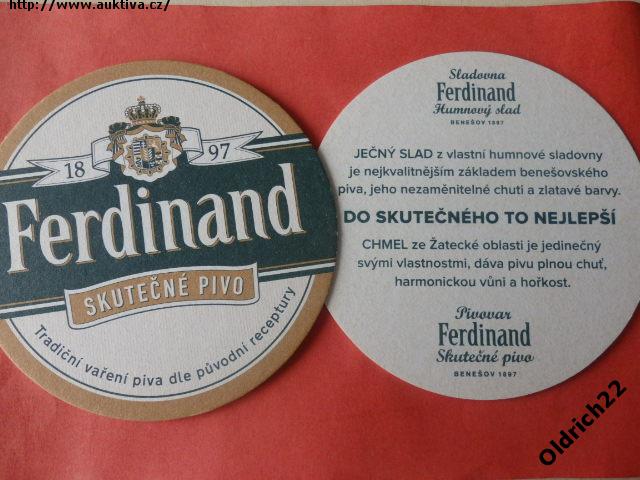 http://www.auktiva.cz/
18 97
Ferdinand
SKUTEČNÉ PIVO
Tradiční vaření piva dle původní receptury
Sladovna
Ferdinand
Humnový slad
BENEŠOV 1897
JEČNÝ SLAD z vlastní humnové sladovny
je nejkvalitnějším základem benešovského
piva, jeho nezaměnitelné chuti a zlatavé barvy.
DO SKUTEČNÉHO TO NEJLEPŠÍ
CHMEL ze Žatecké oblasti je jedinečný
svými vlastnostmi, dáva pivu plnou chuť,
harmonickou vůni a hořkost.
Pivovar
Ferdinand
Skutečné pivo
BENEŠOV 1897
Oldrich22